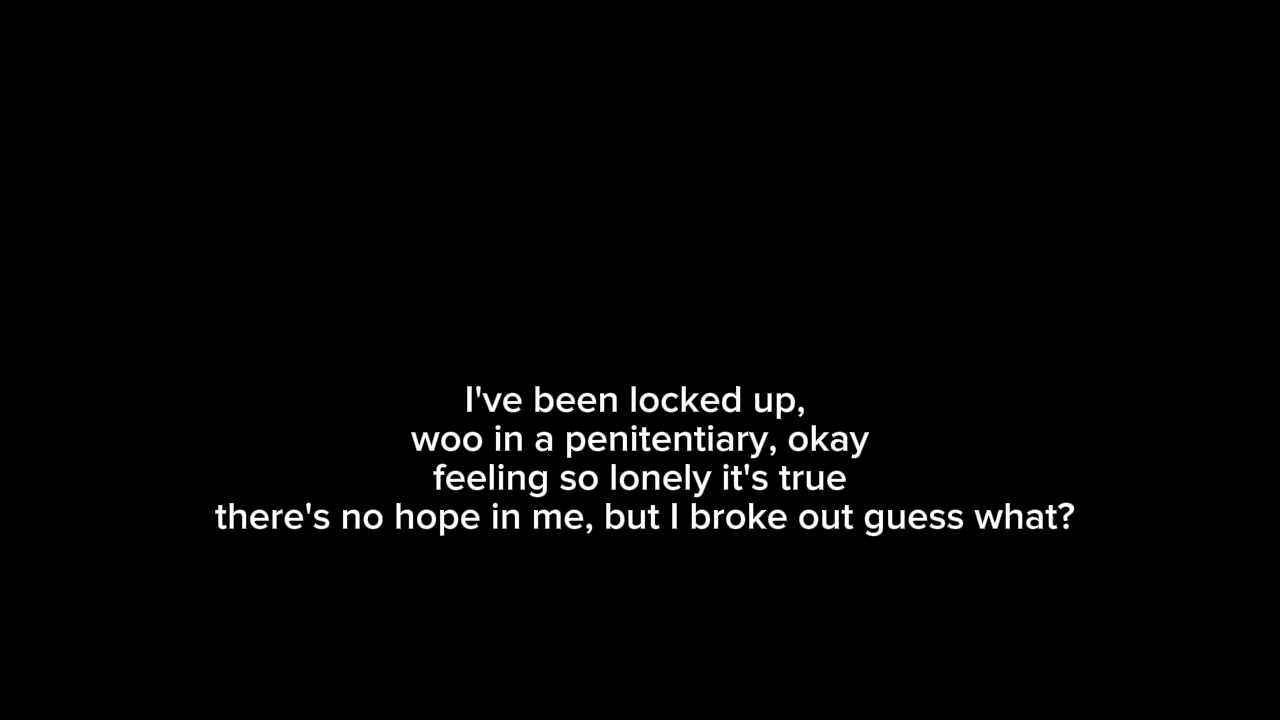 I've been locked up,
woo in a penitentiary, okay
feeling so lonely it's true
there's no hope in me, but I broke out guess what?